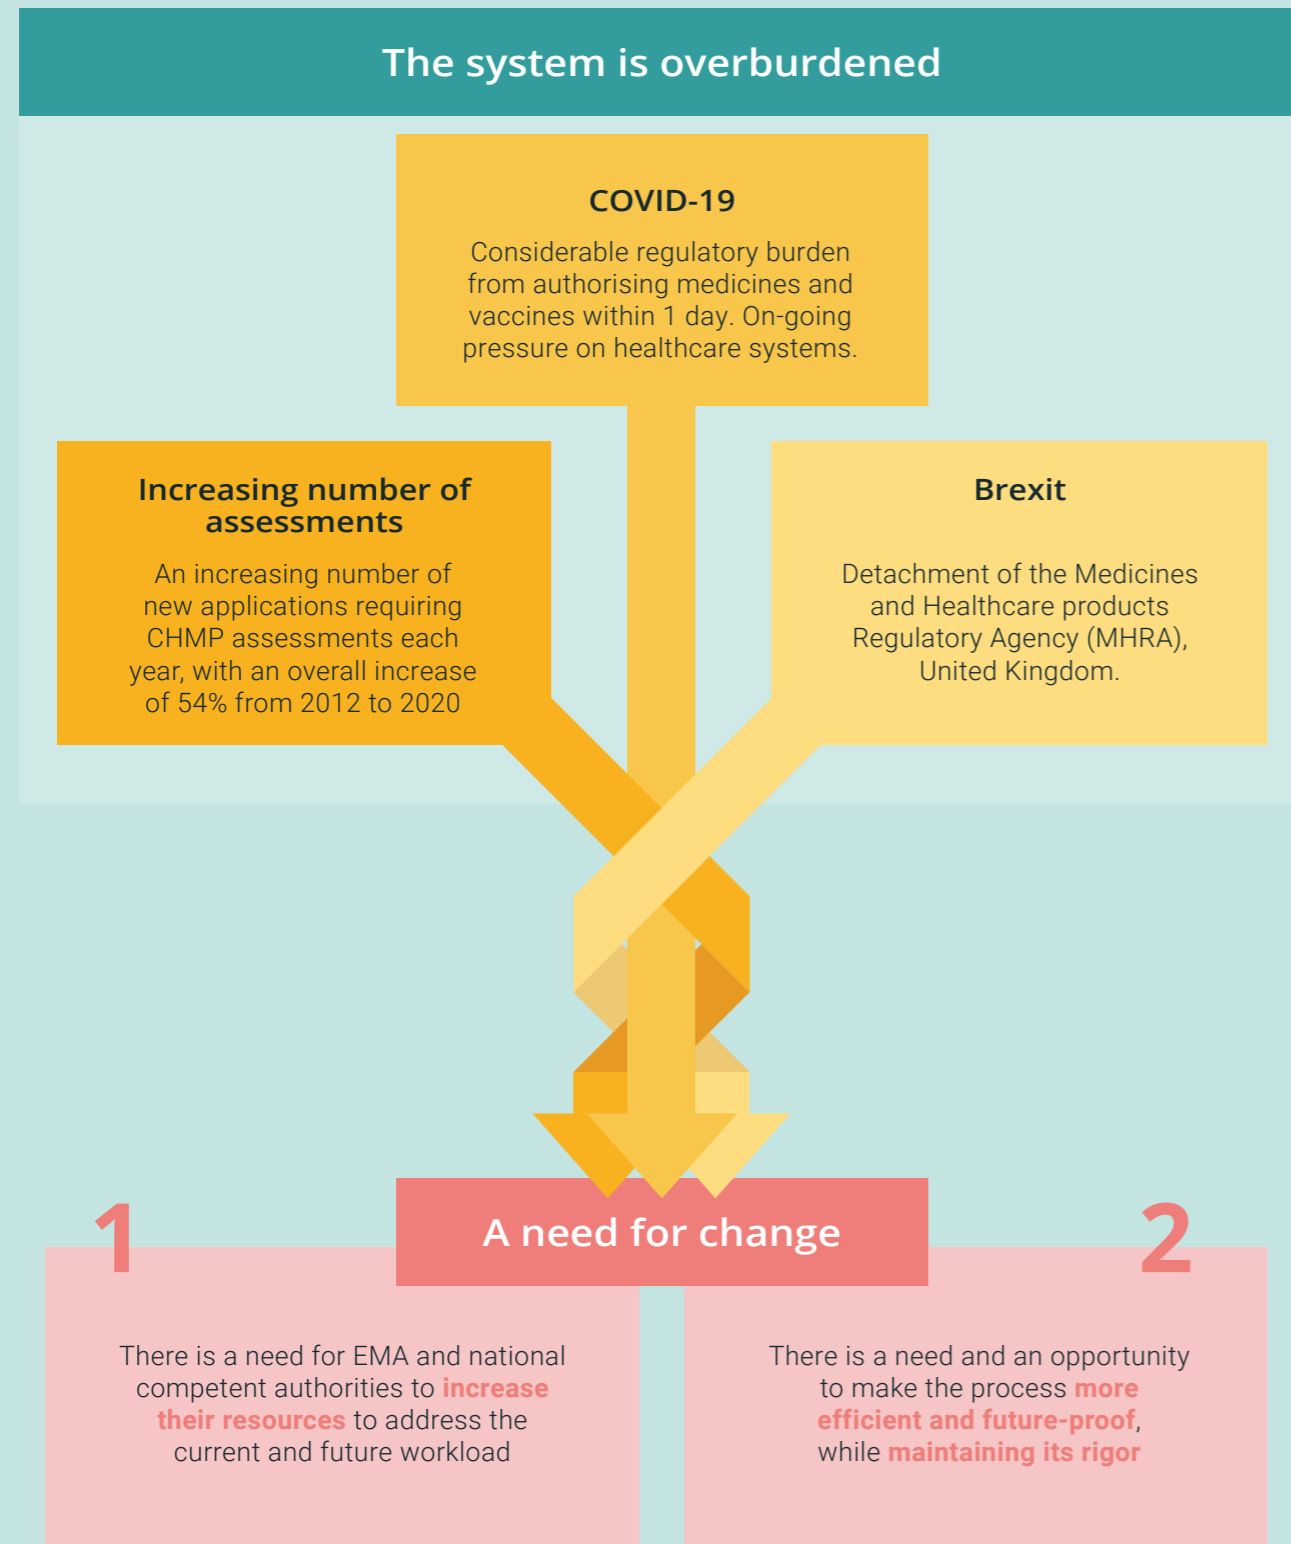 The system is overburdened
COVID-19
Considerable regulatory burden
from authorising medicines and
vaccines within 1 day. On-going
pressure on healthcare systems.
Increasing number of
assessments
An increasing number of
new applications requiring
CHMP assessments each
year, with an overall increase
of 54% from 2012 to 2020
Brexit
Detachment of the Medicines
and Healthcare products
Regulatory Agency (MHRA),
United Kingdom.
A need for change
1
There is a need for EMA and national
competent authorities to increase
their resources to address the
current and future workload
2
There is a need and an opportunity
to make the process more
efficient and future-proof,
while maintaining its rigor